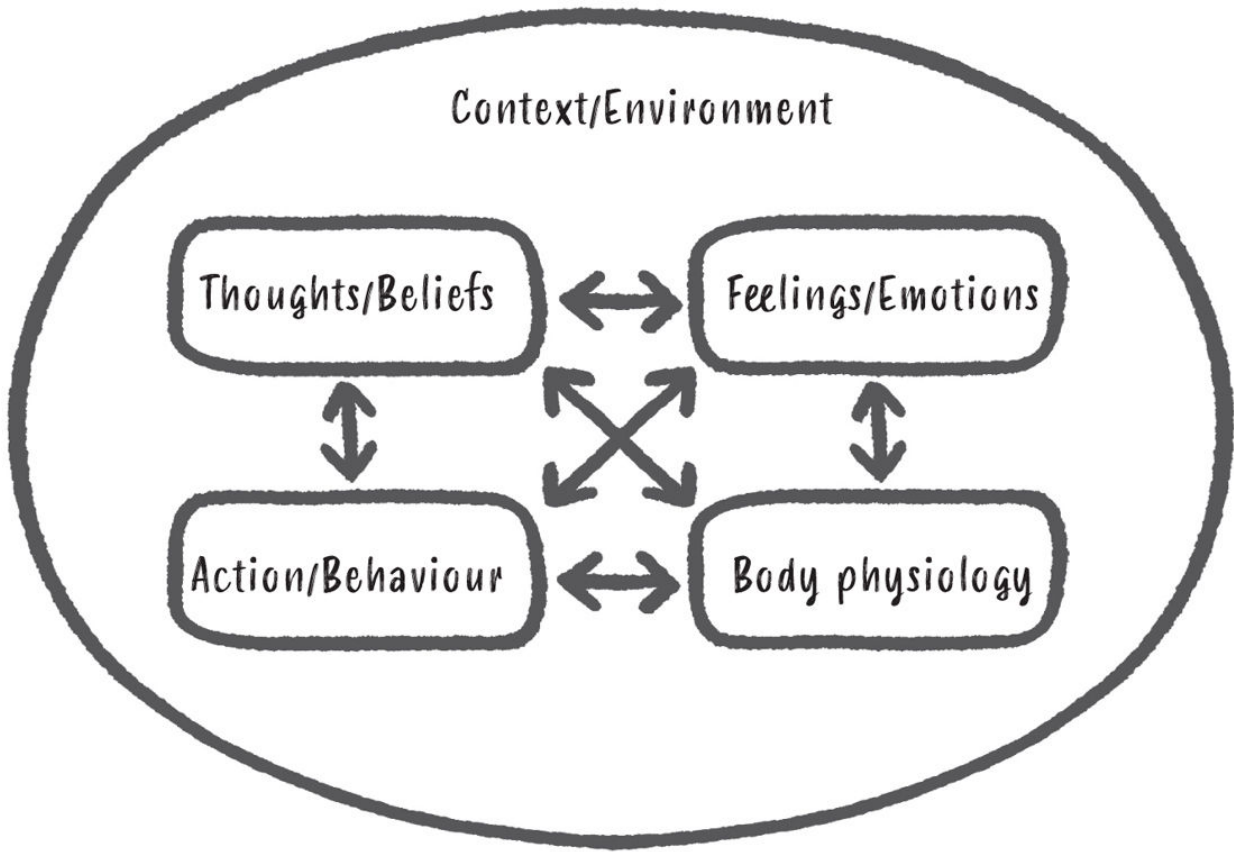 Context/Environment
Thoughts/Beliefs
Feelings/Emotions
Action/Behaviour
Body physiology